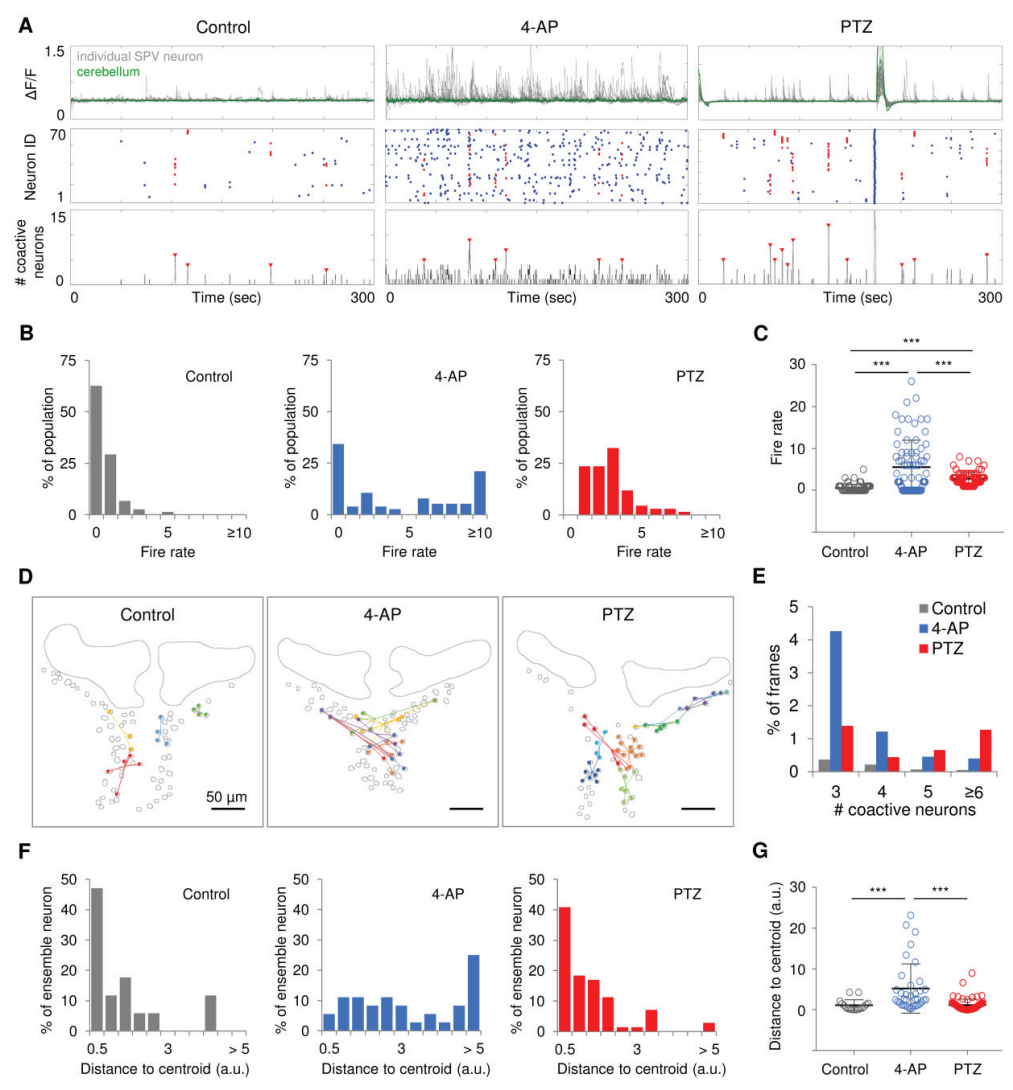 A
Control
4-AP
PTZ
1.5
individual SPV neuron
cerebellum
ΔF/F
0
70
Neuron ID
1
15
# coactive
neurons
0
0
Time (sec)
300
0
Time (sec)
300
0
Time (sec)
300
B
75
50
25
0
% of population
Control
0
5
≥10
Fire rate
75
50
25
0
% of population
4-AP
0
5
≥10
Fire rate
75
50
25
0
% of population
PTZ
0
5
≥10
Fire rate
C
30
20
10
0
Fire rate
***
***
***
Control
4-AP
PTZ
D
Control
50 µm
4-AP
PTZ
E
5
4
3
2
1
0
% of frames
Control
4-AP
PTZ
3
4
5
≥6
# coactive neurons
F
50
40
30
20
10
0
% of ensemble neuron
Control
0.5
3
> 5
Distance to centroid (a.u.)
50
40
30
20
10
0
% of ensemble neuron
4-AP
0.5
3
> 5
Distance to centroid (a.u.)
50
40
30
20
10
0
% of ensemble neuron
PTZ
0.5
3
> 5
Distance to centroid (a.u.)
G
30
20
10
0
Distance to centroid (a.u.)
***
***
Control
4-AP
PTZ